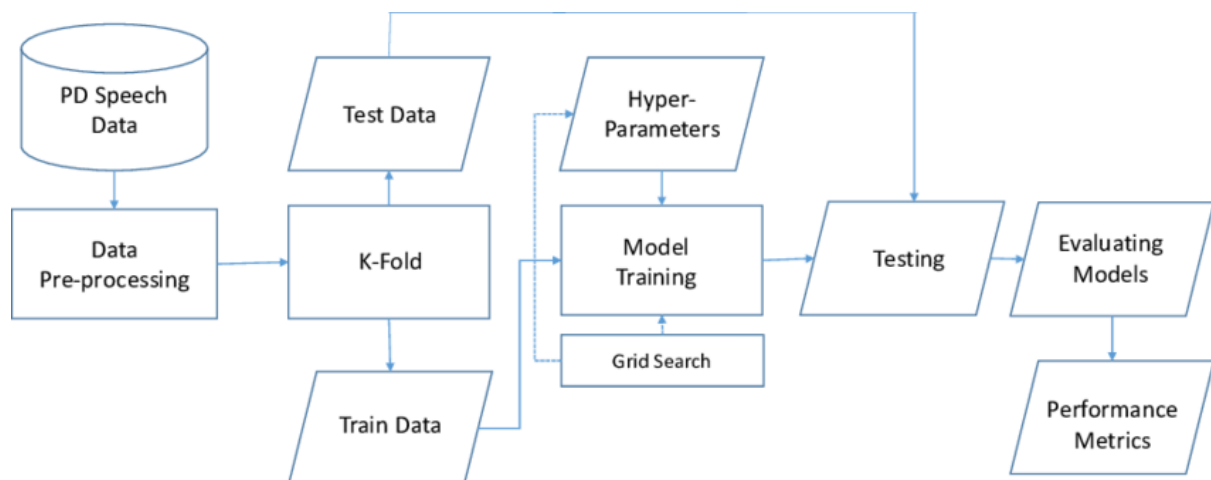 PD Speech
Data
Test Data
Hyper-
Parameters
Data
Pre-processing
K-Fold
Model
Training
Testing
Evaluating
Models
Grid Search
Train Data
Performance
Metrics